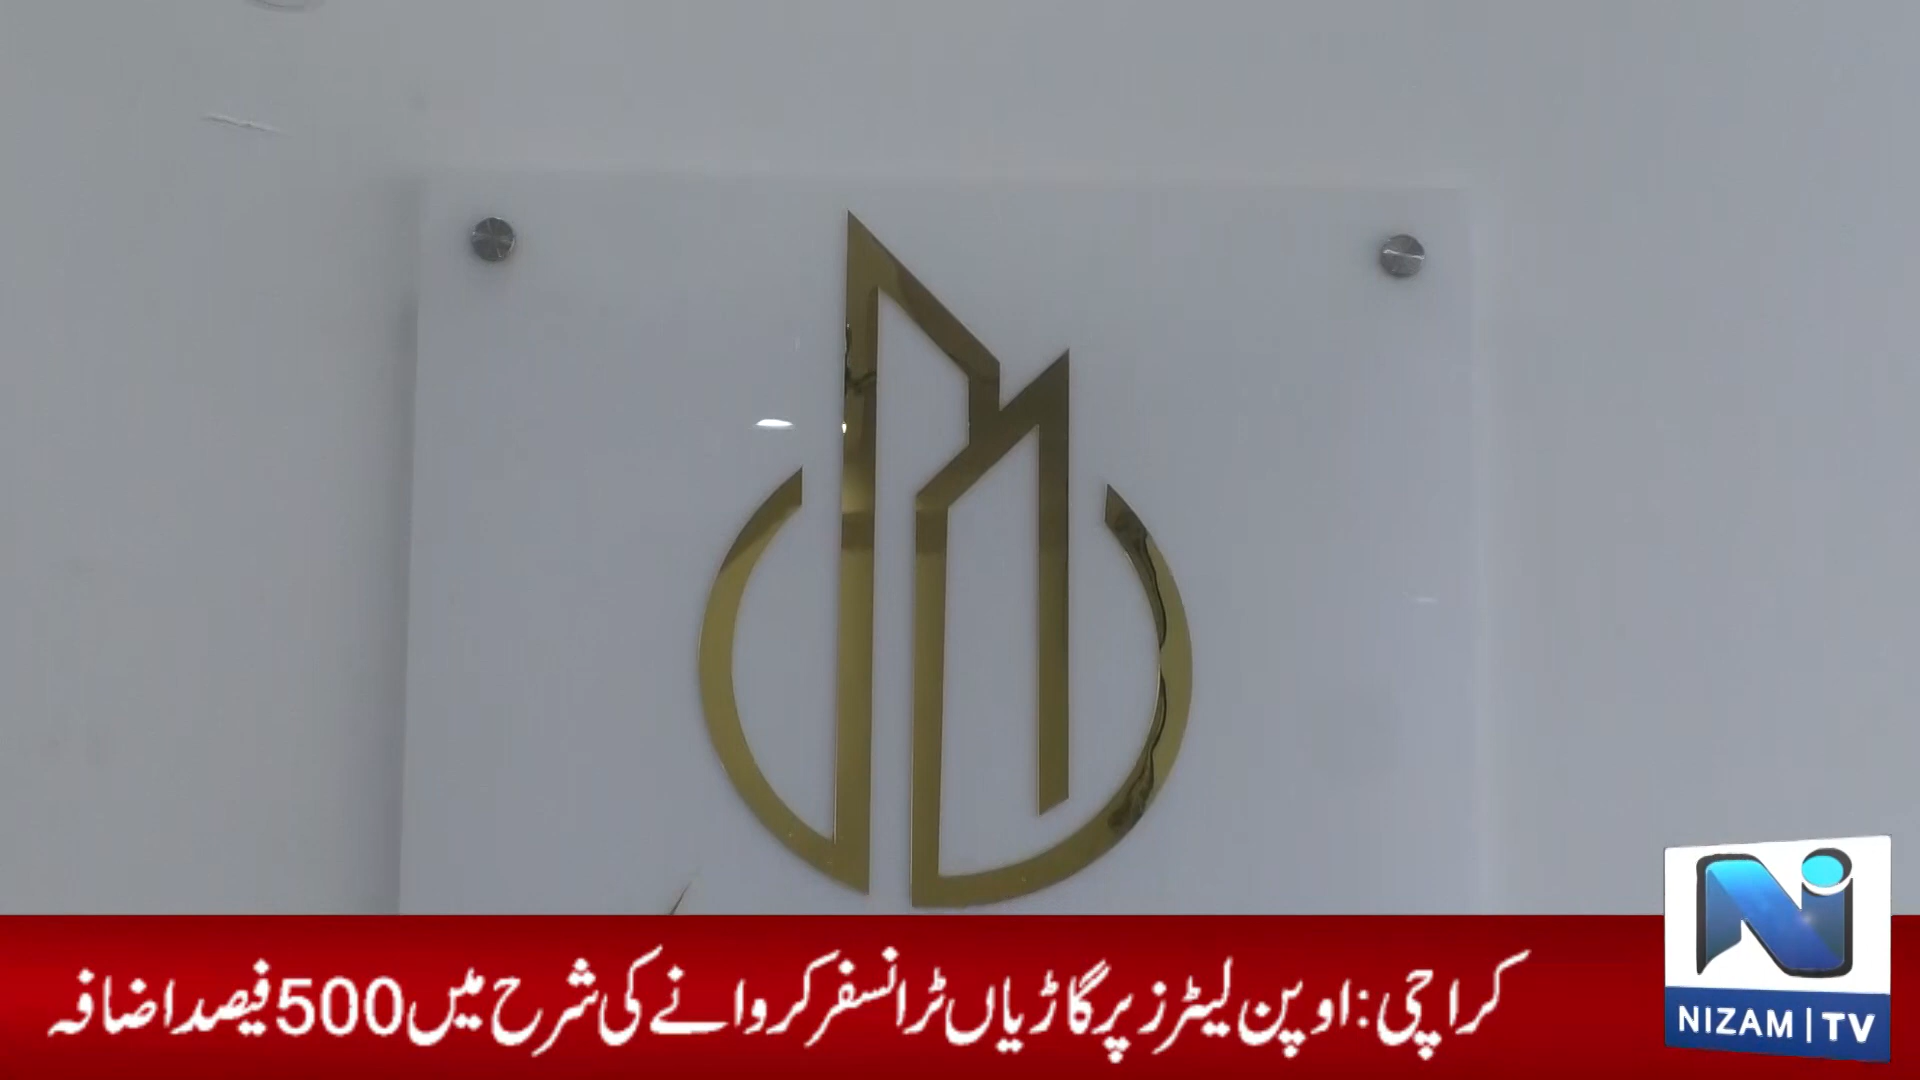 کراچی: اوپن لیٹرز پر گاڑیاں ٹرانسفر کروانے کی شرح میں 500 فیصد اضافہ
NIZAM | TV